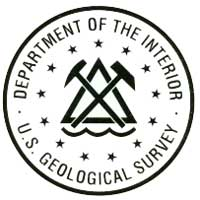 DEPARTMENT OF THE INTERIOR
U.S. GEOLOGICAL SURVEY